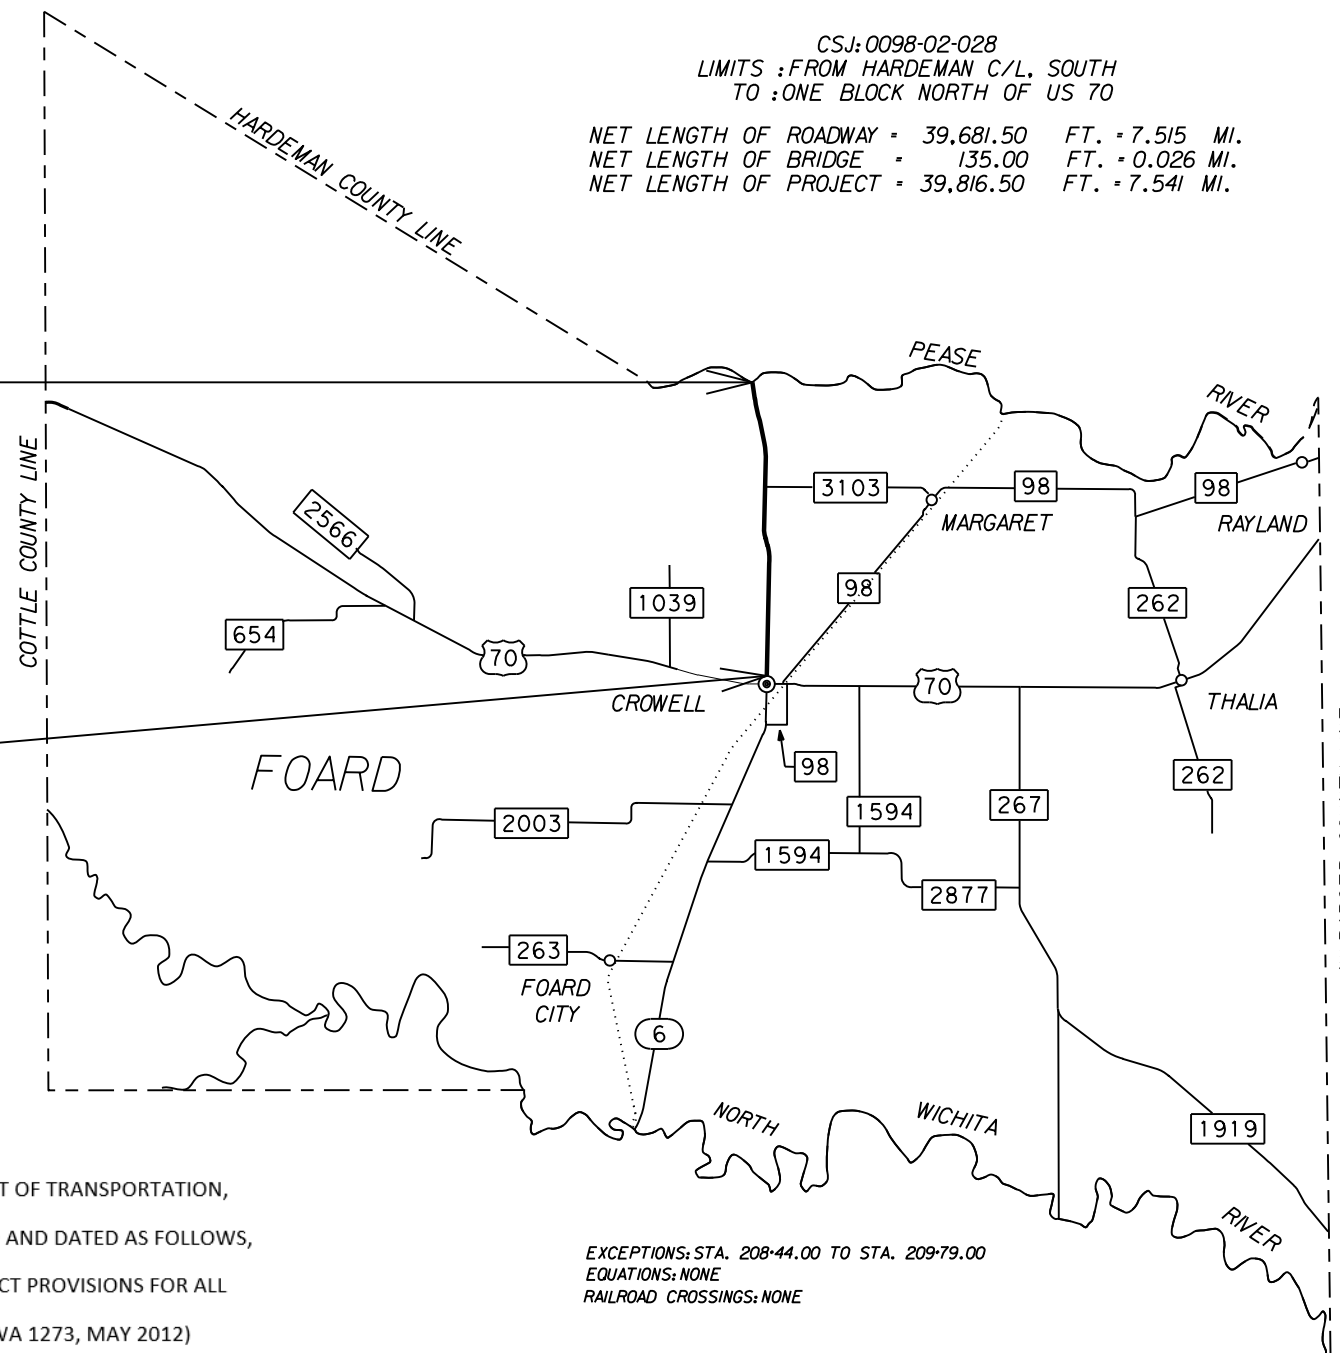 CSJ: 0098-02-028
LIMITS : FROM HARDEMAN C/L, SOUTH
TO : ONE BLOCK NORTH OF US 70
NET LENGTH OF ROADWAY = 39,681.50 FT. = 7.515 MI.
NET LENGTH OF BRIDGE = 135.00 FT. = 0.026 MI.
NET LENGTH OF PROJECT = 39,816.50 FT. = 7.541 MI.
HARDEMAN COUNTY LINE
PEASE
RIVER
COTTLE COUNTY LINE
2566
3103
98
98
MARGARET
RAYLAND
98
1039
262
654
70
70
CROWELL
THALIA
FOARD
98
262
2003
1594
267
1594
2877
263
FOARD
CITY
6
NORTH
WICHITA
1919
RIVER
T OF TRANSPORTATION,
AND DATED AS FOLLOWS,
CT PROVISIONS FOR ALL
WA 1273, MAY 2012)
EXCEPTIONS: STA. 208+44.00 TO STA. 209+79.00
EQUATIONS: NONE
RAILROAD CROSSINGS: NONE